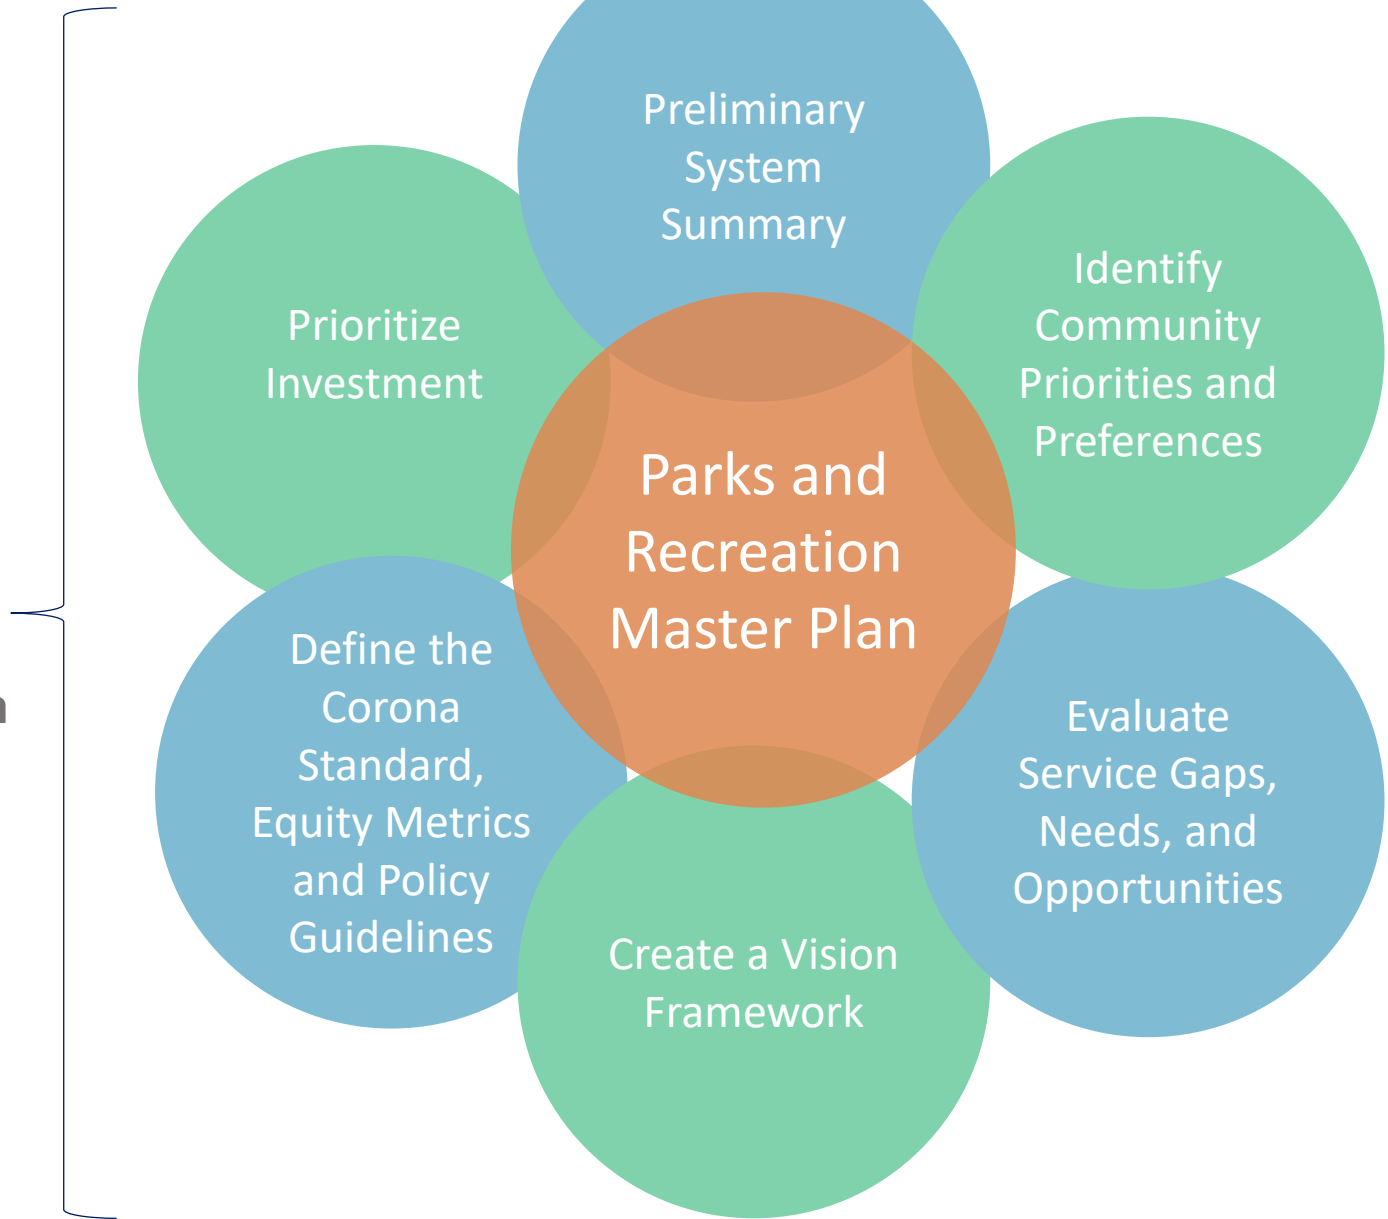 Preliminary
System
Summary
Identify
Community
Priorities and
Preferences
Evaluate
Service Gaps,
Needs, and
Opportunities
Create a Vision
Framework
Define the
Corona
Standard,
Equity Metrics
and Policy
Guidelines
Prioritize
Investment
Parks and
Recreation
Master Plan